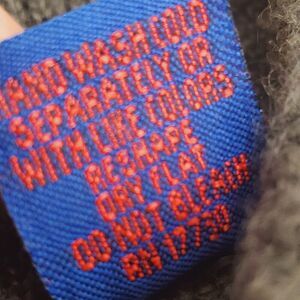 HAND WASH COLD
SEPARATELY OR
WITH LIKE COLORS
RESHAPE
DRY FLAT
DO NOT BLEACH
RN 17730